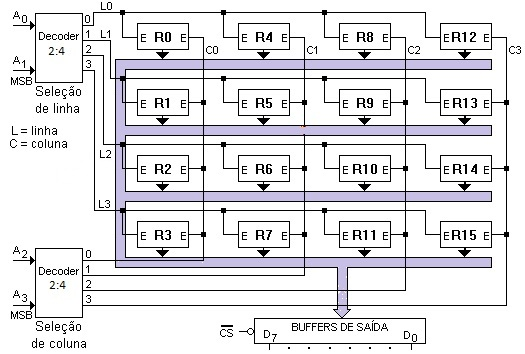 A0
Decoder
2:4
0
1
2
3
A1
MSB
Seleção
de linha
L = linha
C = coluna
L0
L1
L2
L3
E R0 E
C0
E R4 E
C1
E R8 E
C2
E R12 E
C3
E R1 E
E R5 E
E R9 E
E R13 E
E R2 E
E R6 E
E R10 E
E R14 E
E R3 E
E R7 E
E R11 E
E R15 E
A2
Decoder
2:4
0
1
2
3
A3
MSB
Seleção
de coluna
CS
BUFFERS DE SAÍDA
D7
D0